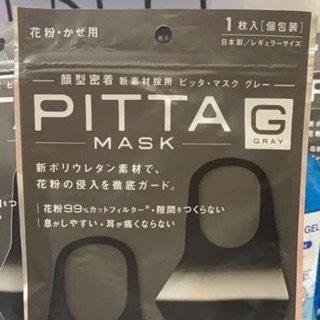 花粉・かぜ用
1枚入[個包装]
日本製/レギュラーサイズ
顔型密着 新素材採用 ピッタ・マスク グレー
PITTA G
MASK GRAY
新ポリウレタン素材で、
花粉の侵入を徹底ガード。
・花粉99%カットフィルター※・隙間をつくらない
・息がしやすい・耳が痛くならない
GEL